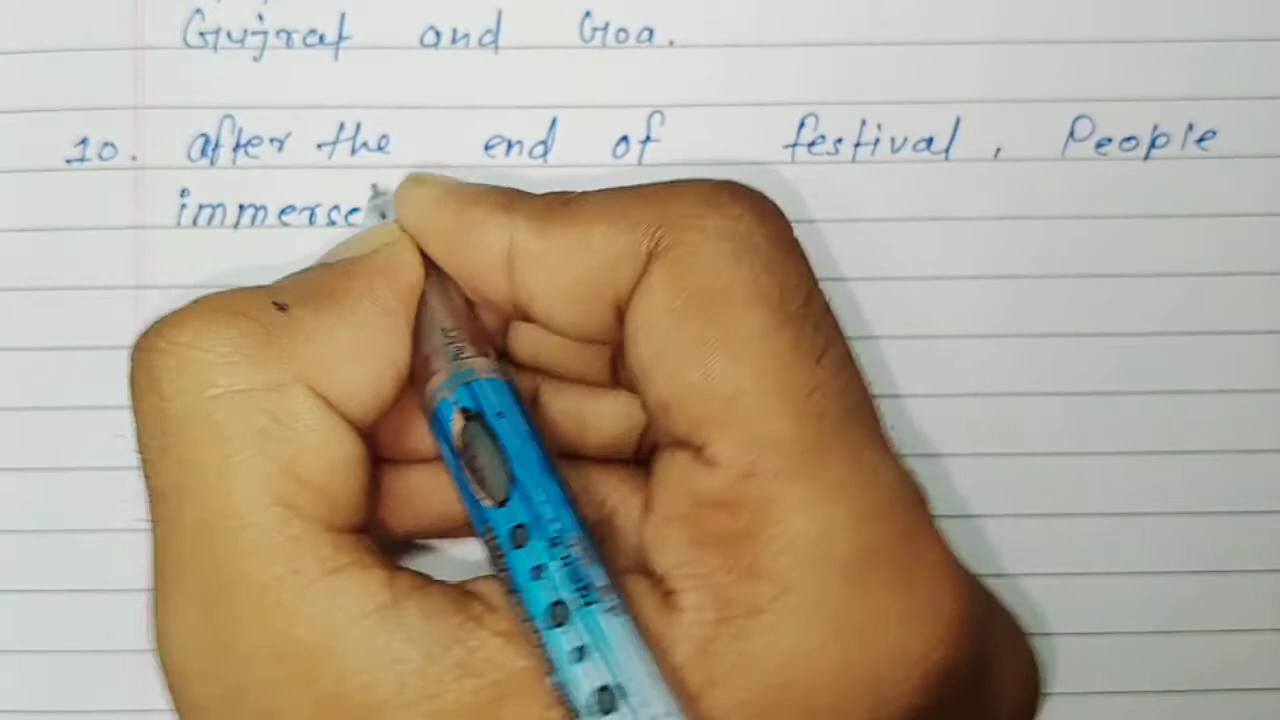 Gujrat and Goa.
10. after the end of festival, People
immerse